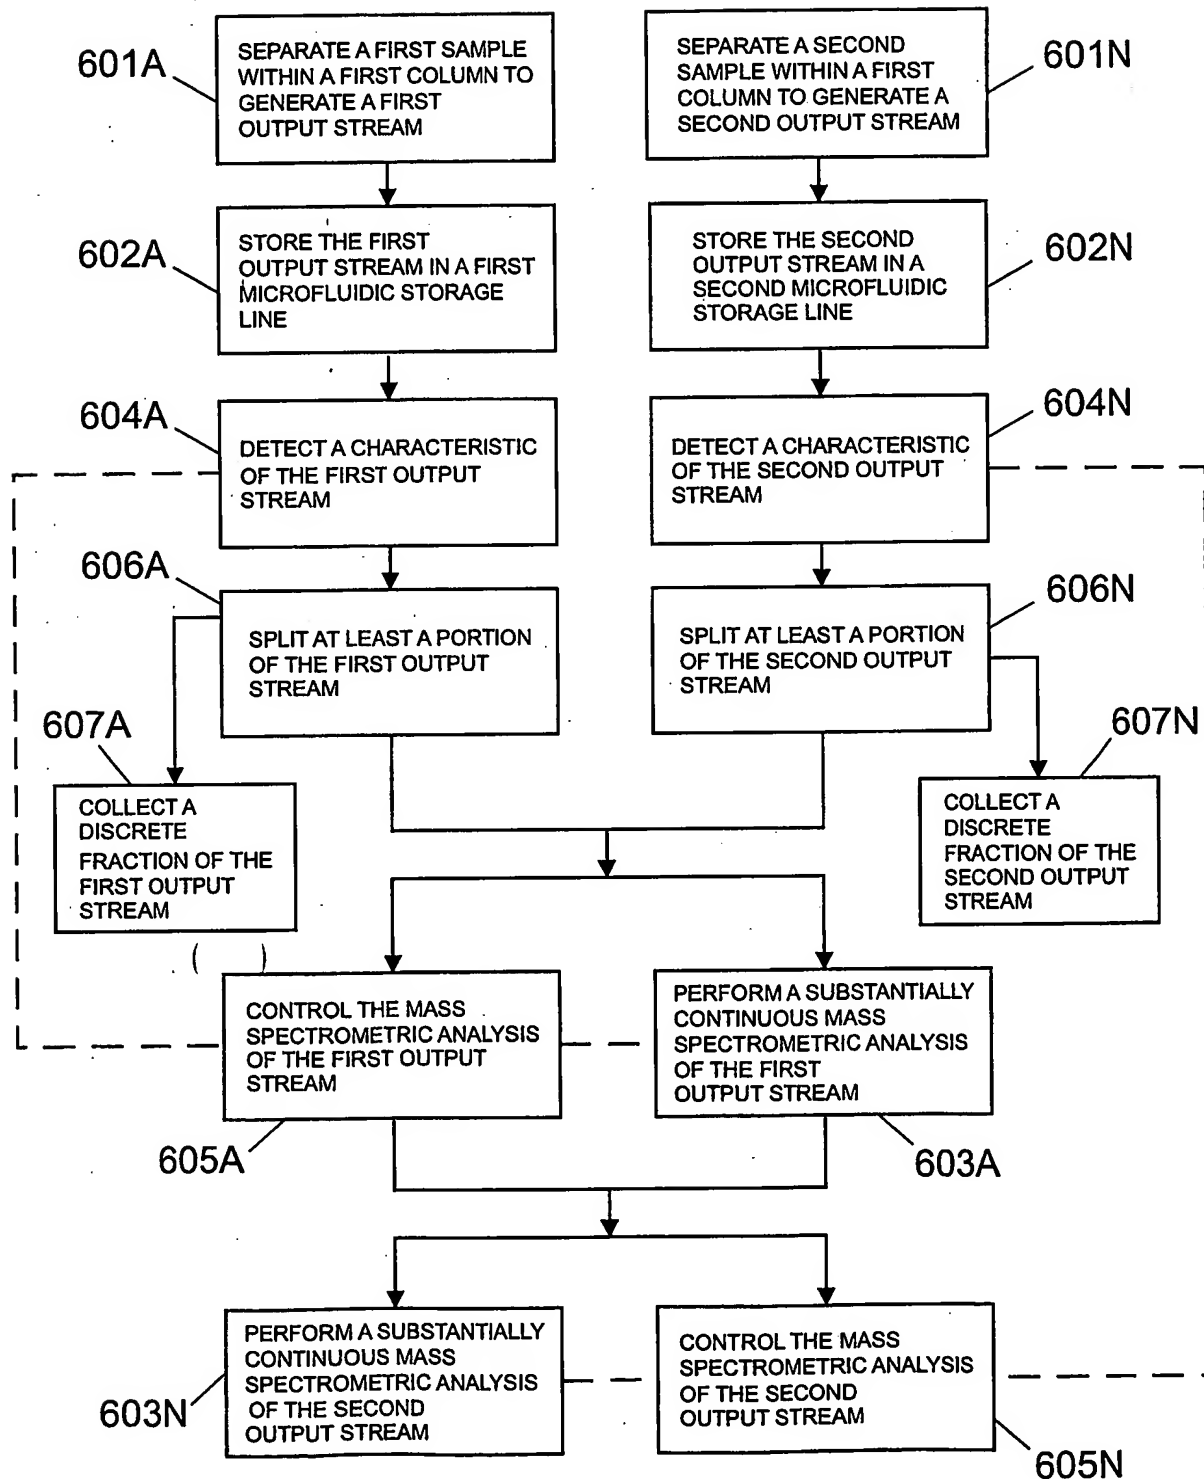 601A
SEPARATE A FIRST SAMPLE
WITHIN A FIRST COLUMN TO
GENERATE A FIRST
OUTPUT STREAM
SEPARATE A SECOND
SAMPLE WITHIN A FIRST
COLUMN TO GENERATE A
SECOND OUTPUT STREAM
601N
602A
STORE THE FIRST
OUTPUT STREAM IN A FIRST
MICROFLUIDIC STORAGE
LINE
STORE THE SECOND
OUTPUT STREAM IN A
SECOND MICROFLUIDIC
STORAGE LINE
602N
604A
DETECT A CHARACTERISTIC
OF THE FIRST OUTPUT
STREAM
DETECT A CHARACTERISTIC
OF THE SECOND OUTPUT
STREAM
604N
606A
SPLIT AT LEAST A PORTION
OF THE FIRST OUTPUT
STREAM
SPLIT AT LEAST A PORTION
OF THE SECOND OUTPUT
STREAM
606N
607A
COLLECT A
DISCRETE
FRACTION OF THE
FIRST OUTPUT
STREAM
607N
COLLECT A
DISCRETE
FRACTION OF THE
SECOND OUTPUT
STREAM
( )
CONTROL THE MASS
SPECTROMETRIC ANALYSIS
OF THE FIRST OUTPUT
STREAM
605A
PERFORM A SUBSTANTIALLY
CONTINUOUS MASS
SPECTROMETRIC ANALYSIS
OF THE FIRST
OUTPUT STREAM
603A
PERFORM A SUBSTANTIALLY
CONTINUOUS MASS
SPECTROMETRIC ANALYSIS
OF THE SECOND
OUTPUT STREAM
603N
CONTROL THE MASS
SPECTROMETRIC ANALYSIS
OF THE SECOND
OUTPUT STREAM
605N